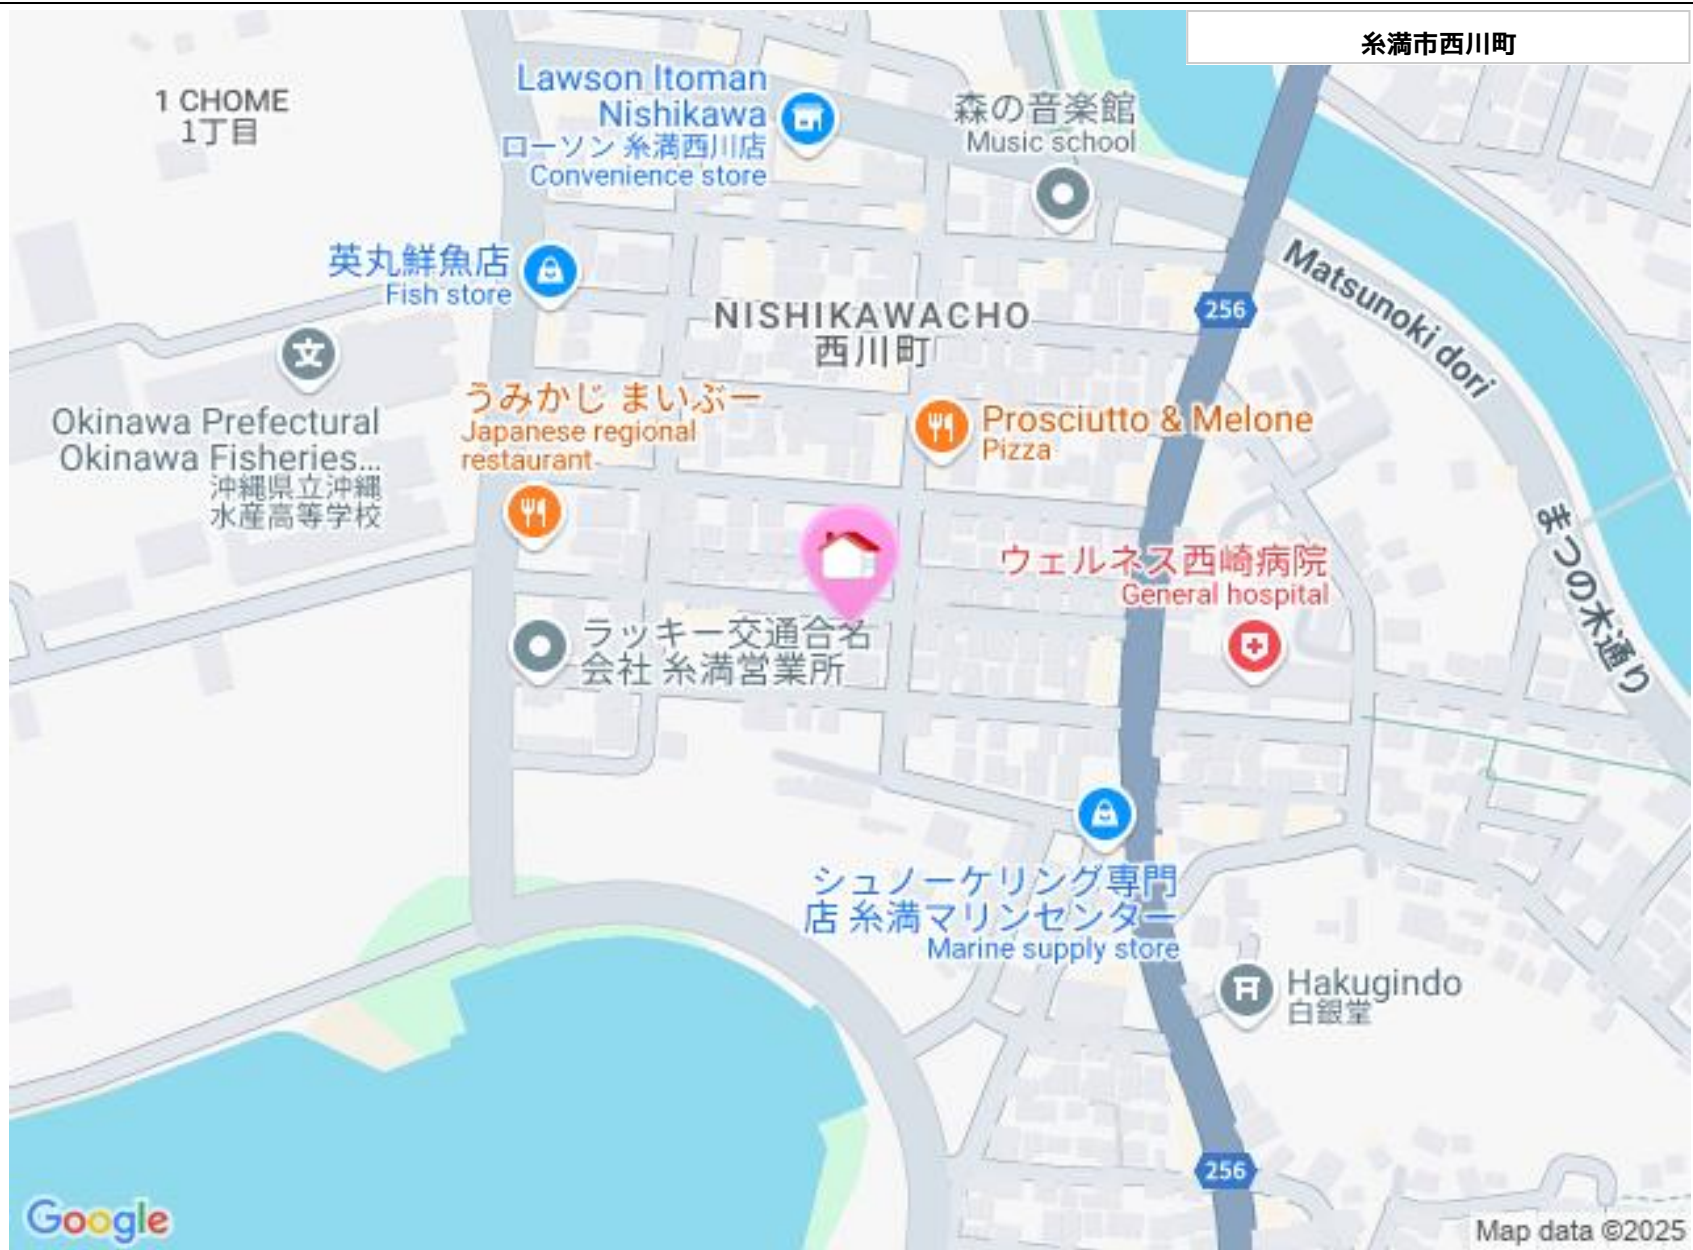 糸満市西川町
1 CHOME
1丁目
Lawson Itoman
Nishikawa
ローソン 糸満西川店
Convenience store
森の音楽館
Music school
英丸鮮魚店
Fish store
Matsunoki dori
256
NISHIKAWACHO
西川町
うみかじ まいぶー
Japanese regional
restaurant
Prosciutto & Melone
Pizza
Okinawa Prefectural
Okinawa Fisheries...
沖縄県立沖縄
水産高等学校
まつの木通り
ウェルネス西崎病院
General hospital
ラッキー交通合名
会社 糸満営業所
シュノーケリング専門
店 糸満マリンセンター
Marine supply store
Hakugindo
白銀堂
256
Google
Map data ©2025